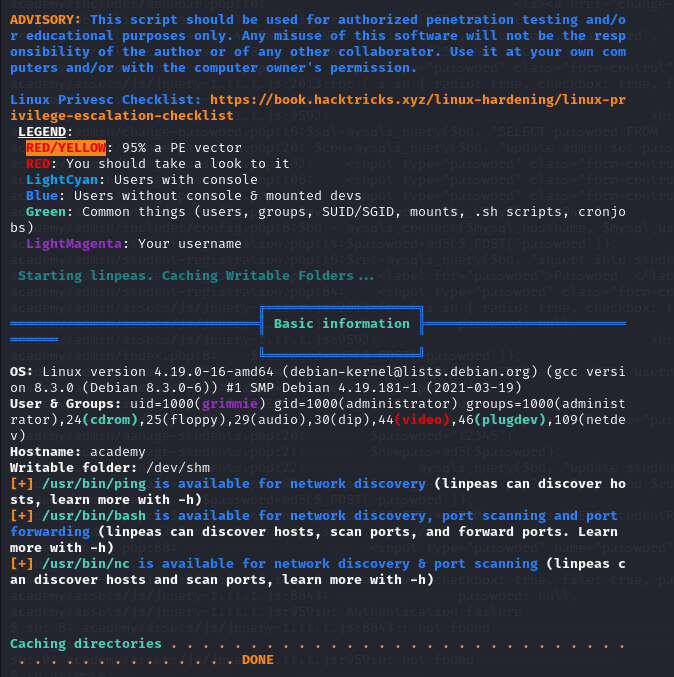 ADVISORY: This script should be used for authorized penetration testing and/o
r educational purposes only. Any misuse of this software will not be the resp
onsibility of the author or of any other collaborator. Use it at your own com
puters and/or with the computer owner's permission.
Linux Privesc Checklist: https://book.hacktricks.xyz/linux-hardening/linux-pr
ivilege-escalation-checklist
LEGEND:
RED/YELLOW: 95% a PE vector
RED: You should take a look to it
LightCyan: Users with console
Blue: Users without console & mounted devs
Green: Common things (users, groups, SUID/SGID, mounts, .sh scripts, cronjo
bs)
LightMagenta: Your username
Starting linpeas. Caching Writable Folders...
Basic information
OS: Linux version 4.19.0-16-amd64 (debian-kernel@lists.debian.org) (gcc versi
on 8.3.0 (Debian 8.3.0-6)) #1 SMP Debian 4.19.181-1 (2021-03-19)
User & Groups: uid=1000(grimmie) gid=1000(administrator) groups=1000(administ
rator),24(cdrom),25(floppy),29(audio),30(dip),44(video),46(plugdev),109(netde
v)
Hostname: academy
Writable folder: /dev/shm
[+] /usr/bin/ping is available for network discovery (linpeas can discover ho
sts, learn more with -h)
[+] /usr/bin/bash is available for network discovery, port scanning and port
forwarding (linpeas can discover hosts, scan ports, and forward ports. Learn
more with -h)
[+] /usr/bin/nc is available for network discovery & port scanning (linpeas c
an discover hosts and scan ports, learn more with -h)
Caching directories . . . . . . . . . . . . . . . . . . . . . . . . . . . . .
. . . . . . . . . . . . . . DONE